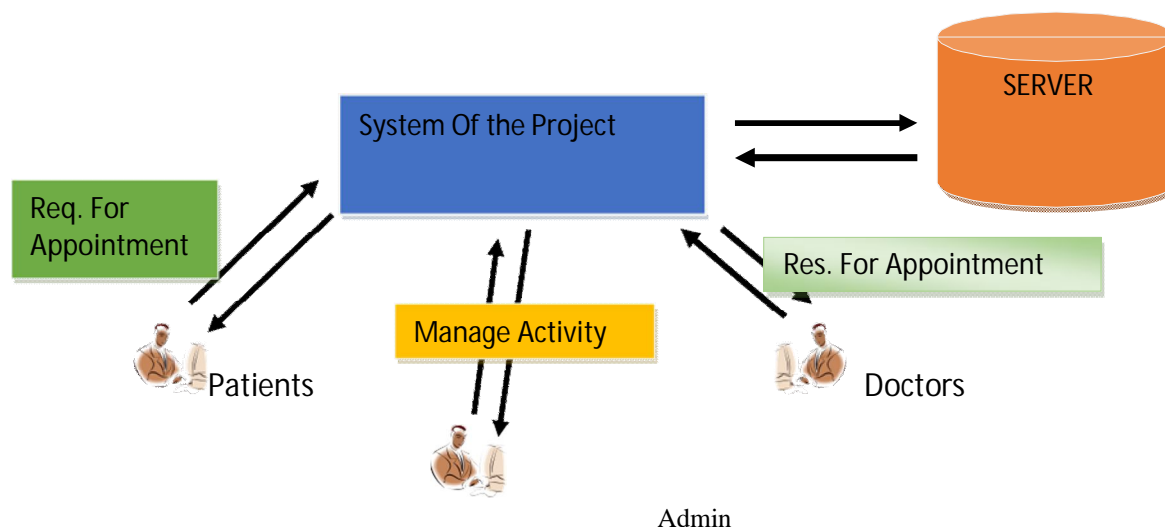 SERVER
System Of the Project
Req. For
Appointment
Res. For Appointment
Manage Activity
Patients
Doctors
Admin